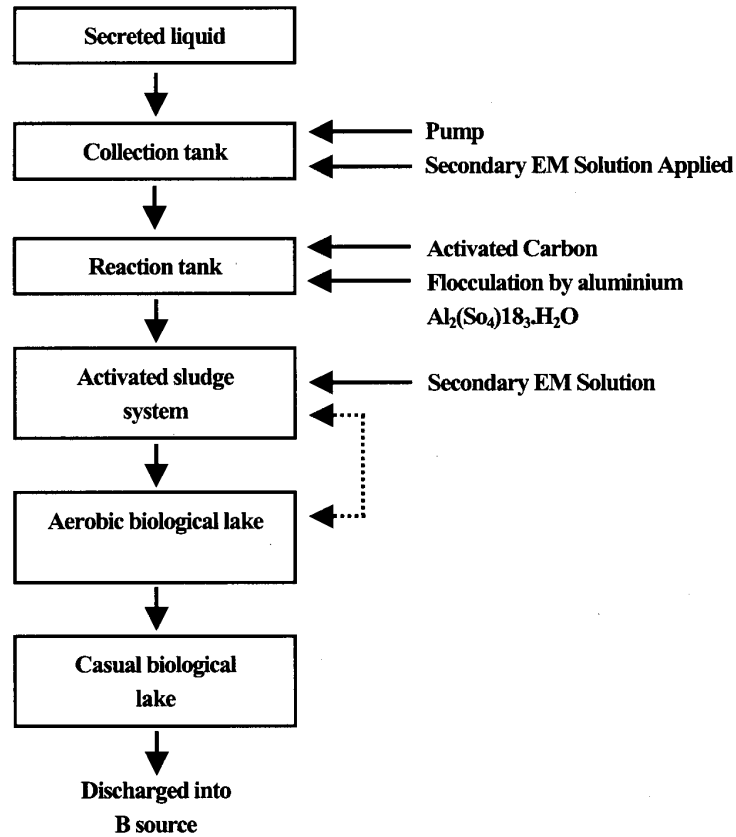 Secreted liquid
Collection tank
Pump
Secondary EM Solution Applied
Reaction tank
Activated Carbon
Flocculation by aluminium
Al₂(So₄)18₃.H₂O
Activated sludge
system
Secondary EM Solution
Aerobic biological lake
Casual biological
lake
Discharged into
B source